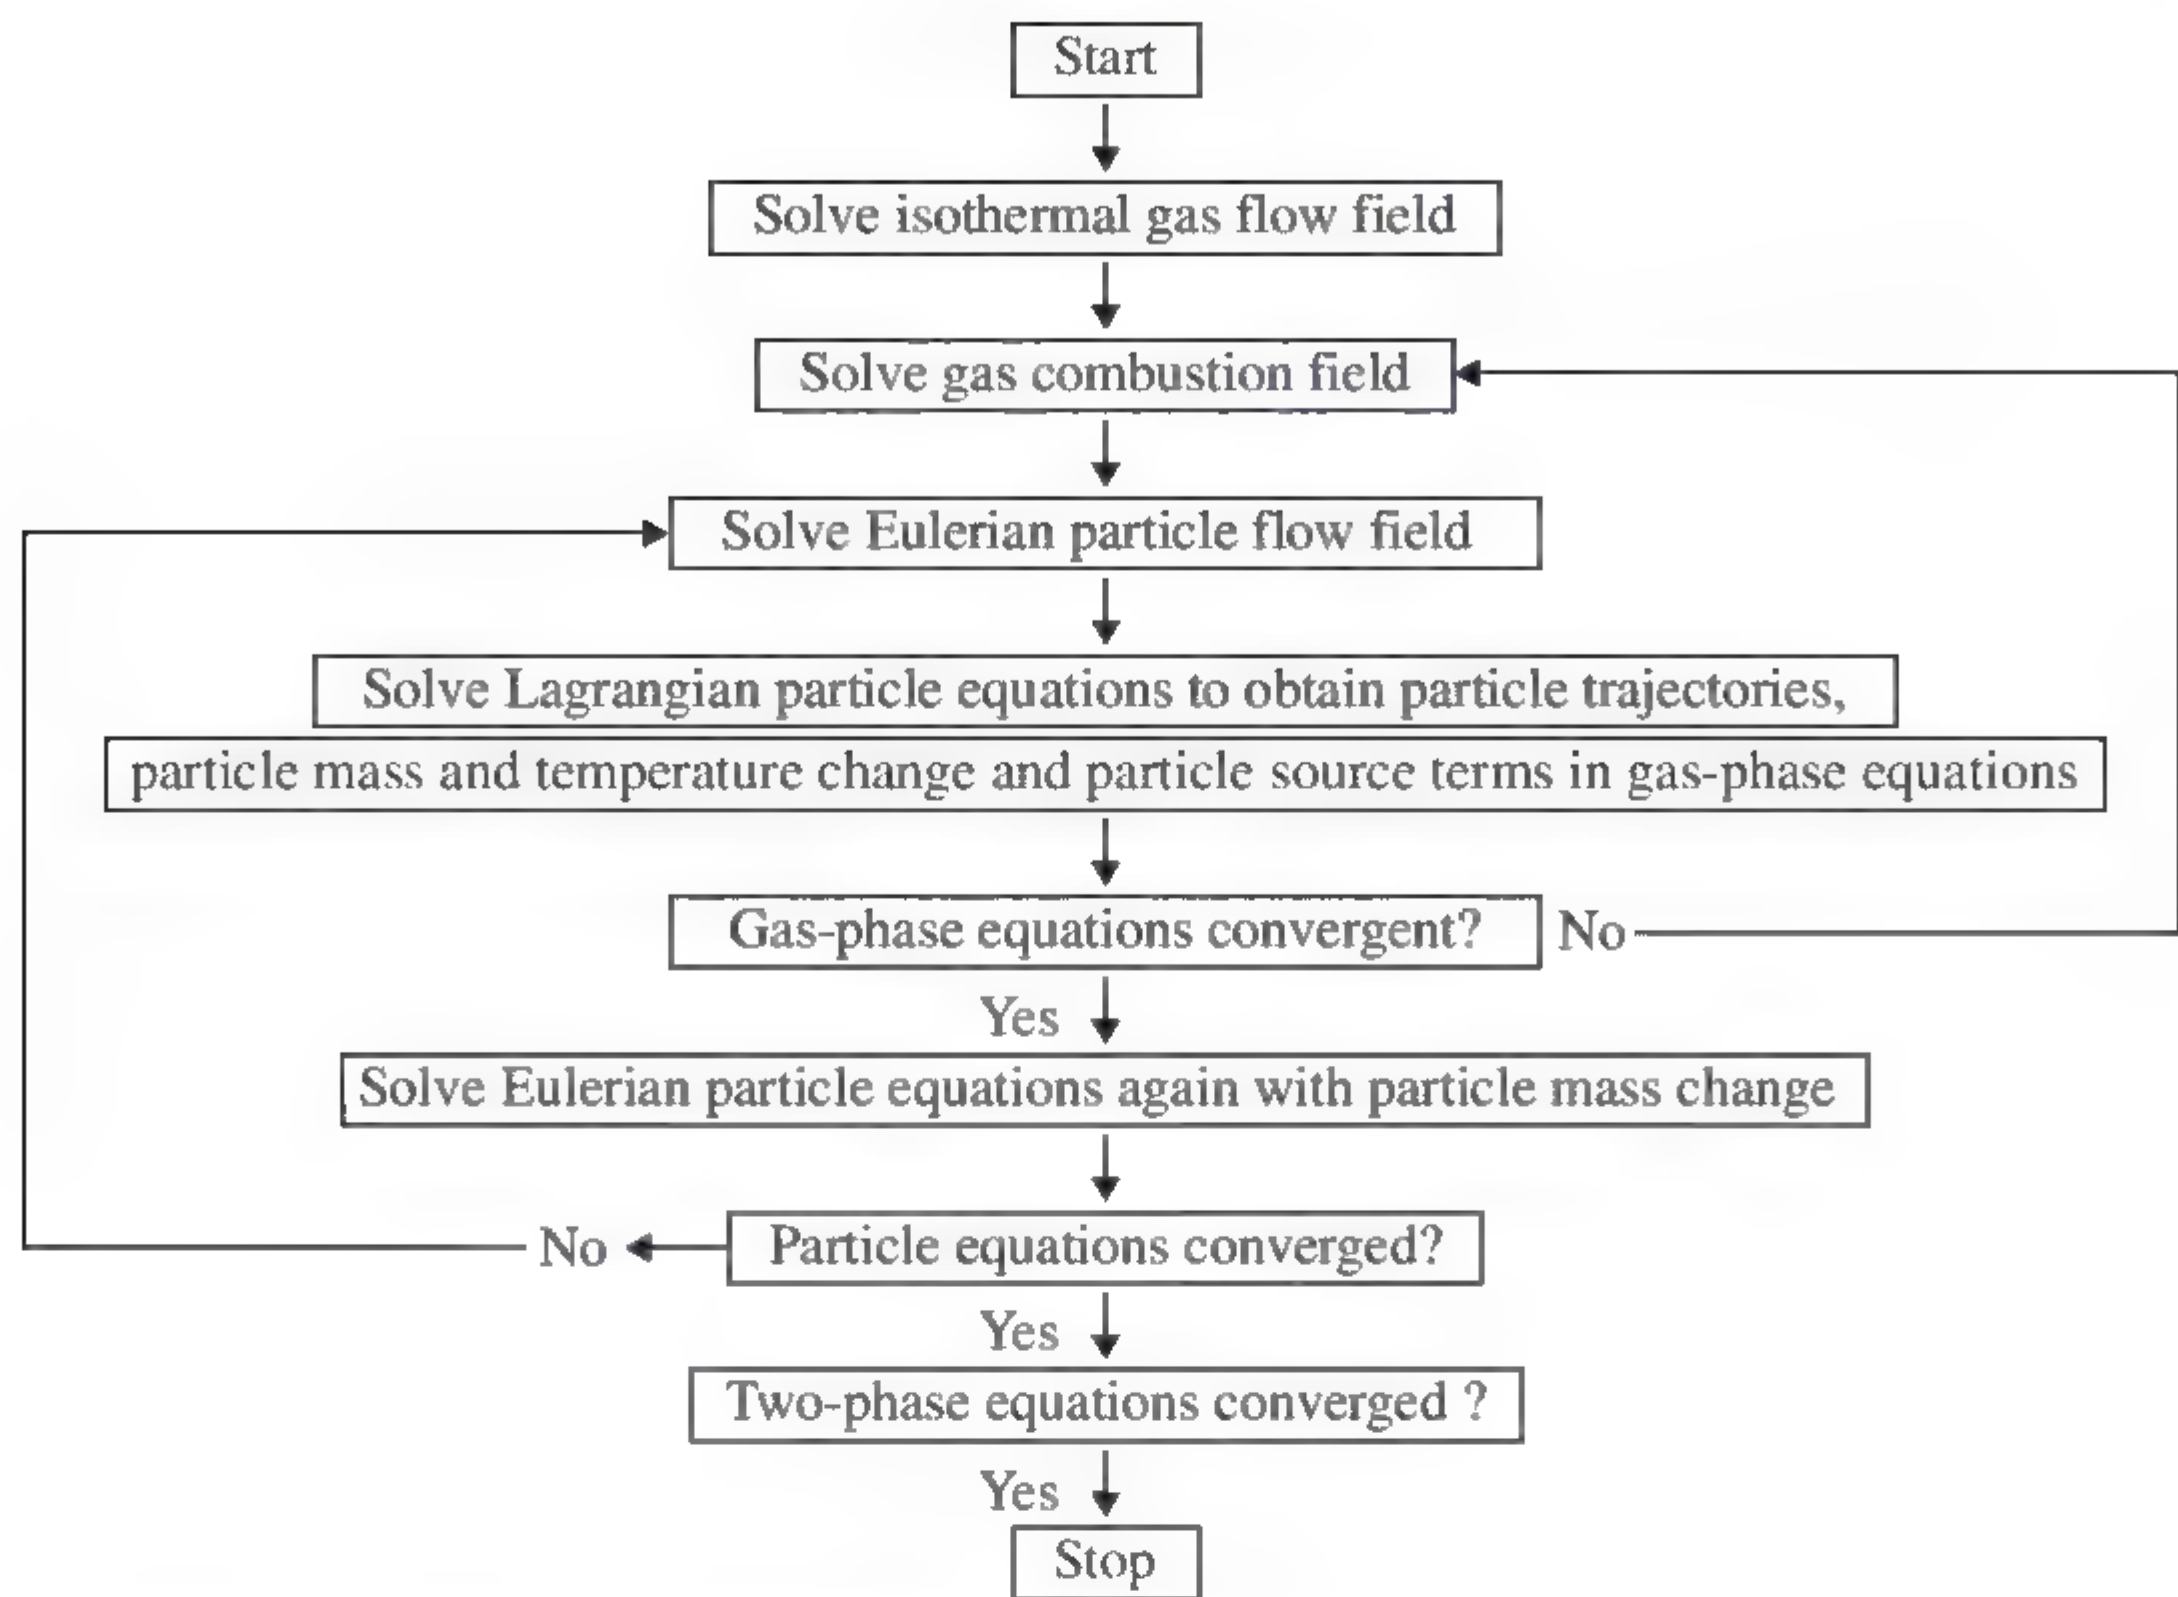 Start
Solve isothermal gas flow field
Solve gas combustion field
Solve Eulerian particle flow field
Solve Lagrangian particle equations to obtain particle trajectories,
particle mass and temperature change and particle source terms in gas-phase equations
Gas-phase equations convergent?
No
Yes
Solve Eulerian particle equations again with particle mass change
No
Particle equations converged?
Yes
Two-phase equations converged ?
Yes
Stop